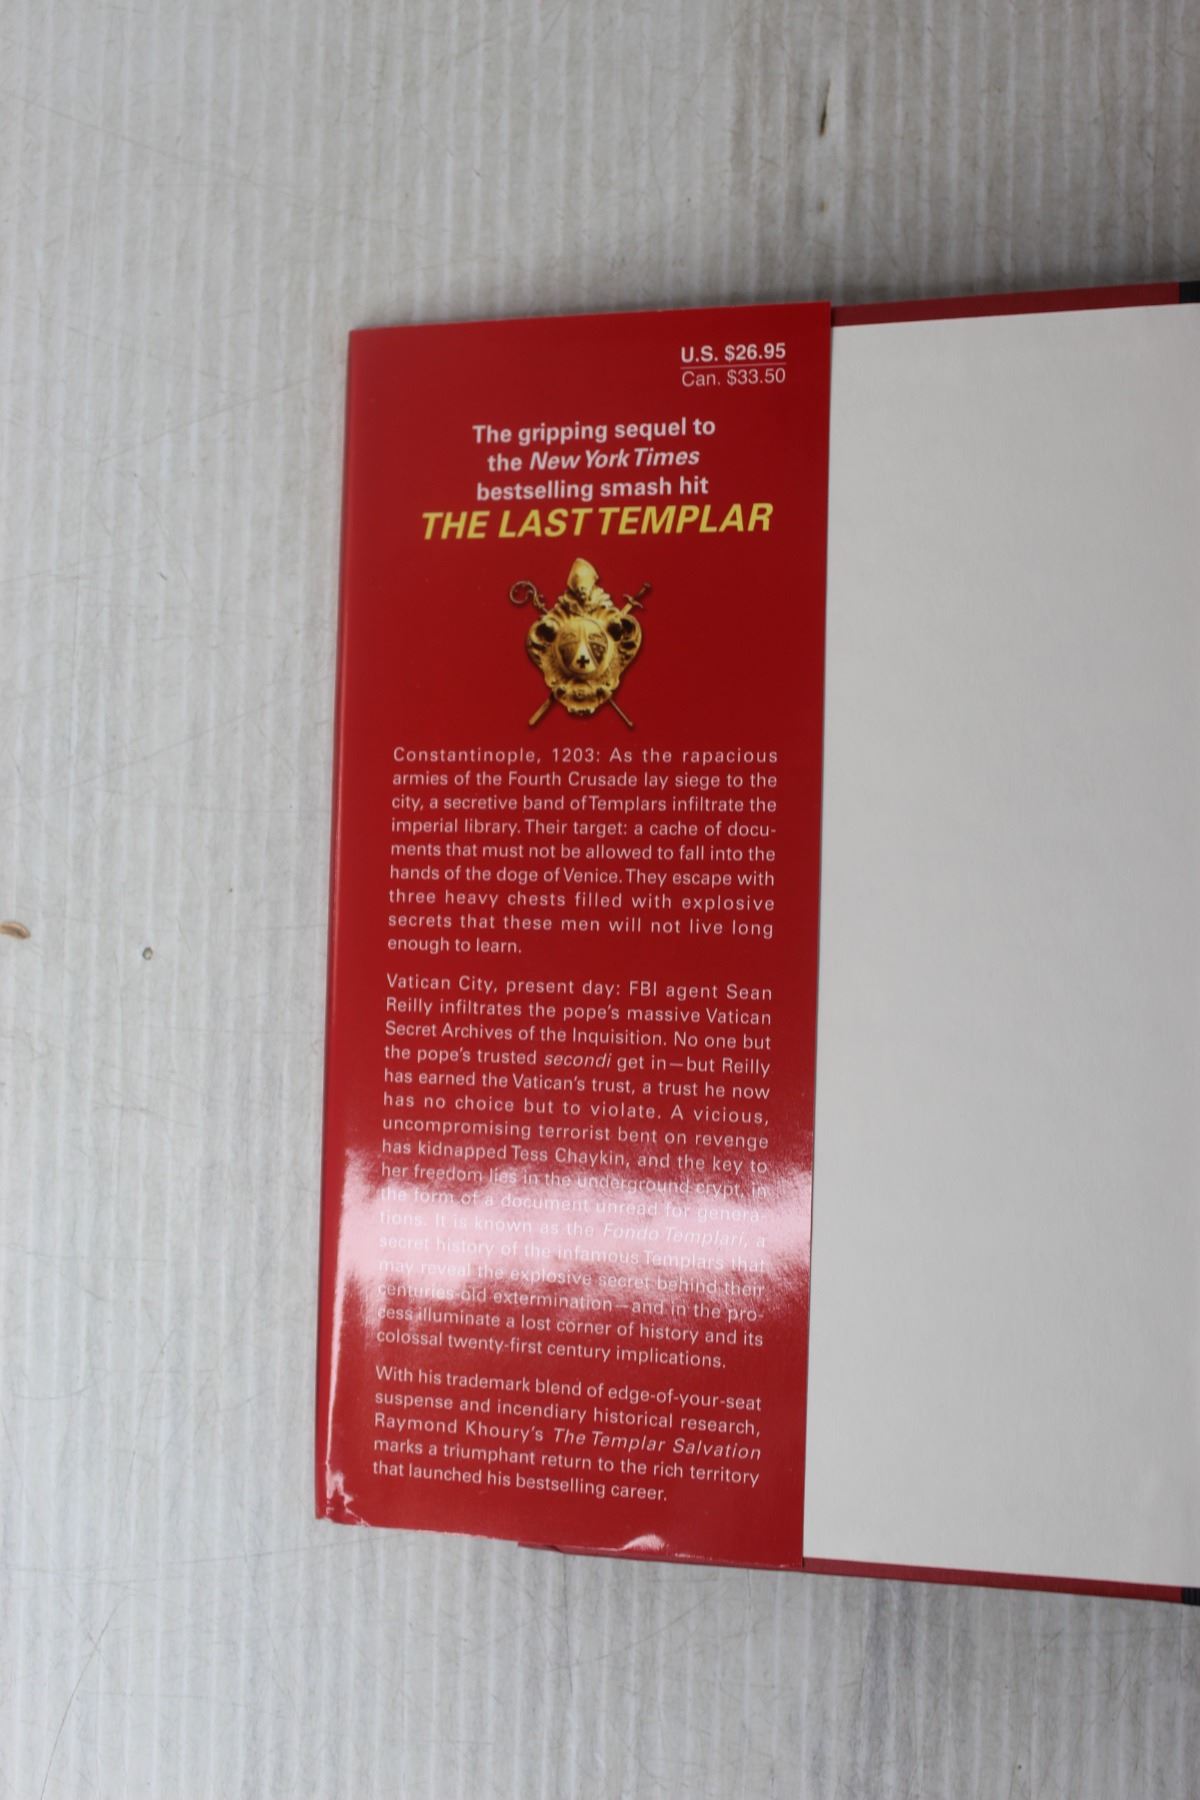 U.S. $26.95
Can. $33.50
The gripping sequel to
the New York Times
bestselling smash hit
THE LAST TEMPLAR
Constantinople, 1203: As the rapacious
armies of the Fourth Crusade lay siege to the
city, a secretive band of Templars infiltrate the
imperial library. Their target: a cache of docu-
ments that must not be allowed to fall into the
hands of the doge of Venice. They escape with
three heavy chests filled with explosive
secrets that these men will not live long
enough to learn.
Vatican City, present day: FBI agent Sean
Reilly infiltrates the pope's massive Vatican
Secret Archives of the Inquisition. No one but
the pope's trusted secondi get in—but Reilly
has earned the Vatican's trust, a trust he now
has no choice but to violate. A vicious,
uncompromising terrorist bent on revenge
has kidnapped Tess Chaykin, and the key to
her freedom lies in the underground crypt, in
the form of a document unread for genera-
tions. It is known as the Fondo Templari, a
secret history of the infamous Templars that
may reveal the explosive secret behind their
centuries-old extermination—and in the pro-
cess illuminate a lost corner of history and its
colossal twenty-first century implications.
With his trademark blend of edge-of-your-seat
suspense and incendiary historical research,
Raymond Khoury's The Templar Salvation
marks a triumphant return to the rich territory
that launched his bestselling career.